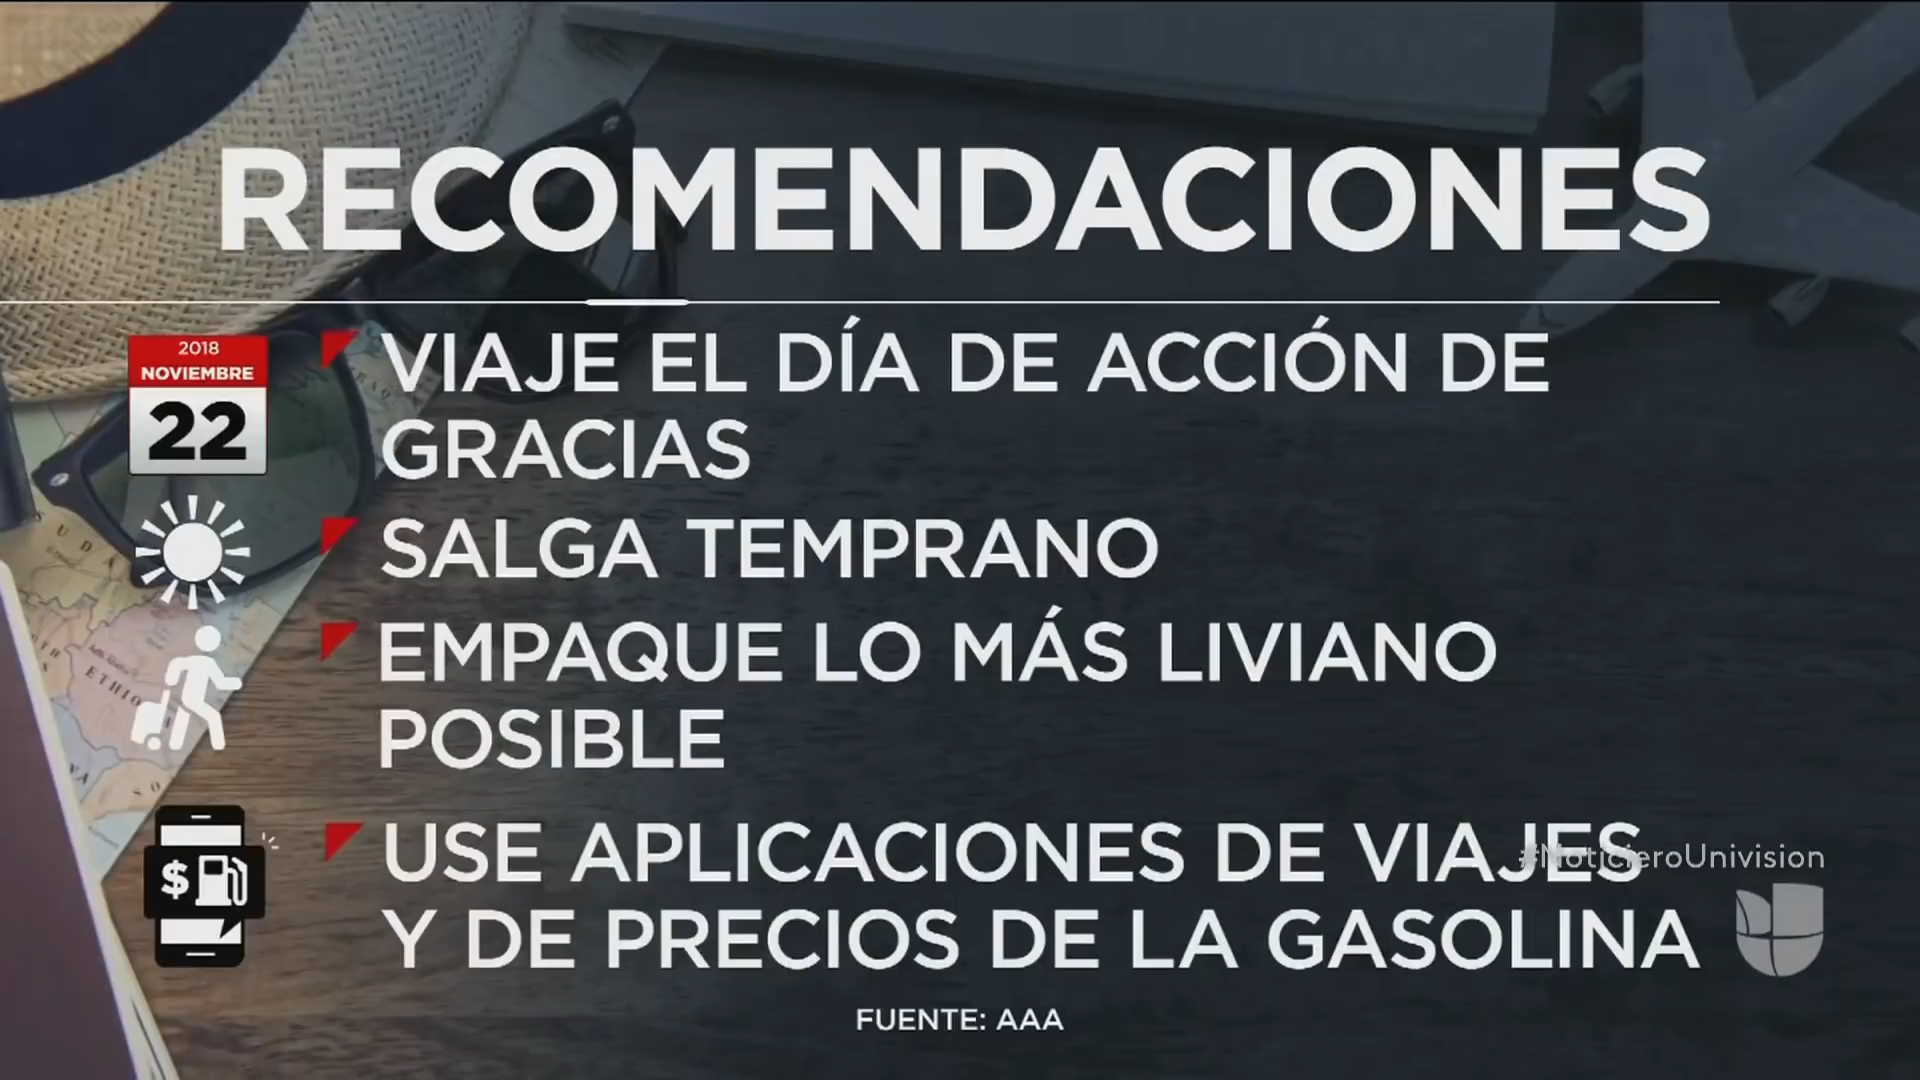 RECOMENDACIONES
2018
NOVIEMBRE
22
VIAJE EL DÍA DE ACCIÓN DE
GRACIAS
SALGA TEMPRANO
EMPAQUE LO MÁS LIVIANO
POSIBLE
$
USE APLICACIONES DE VIAJES
#NoticieroUnivision
Y DE PRECIOS DE LA GASOLINA
FUENTE: AAA